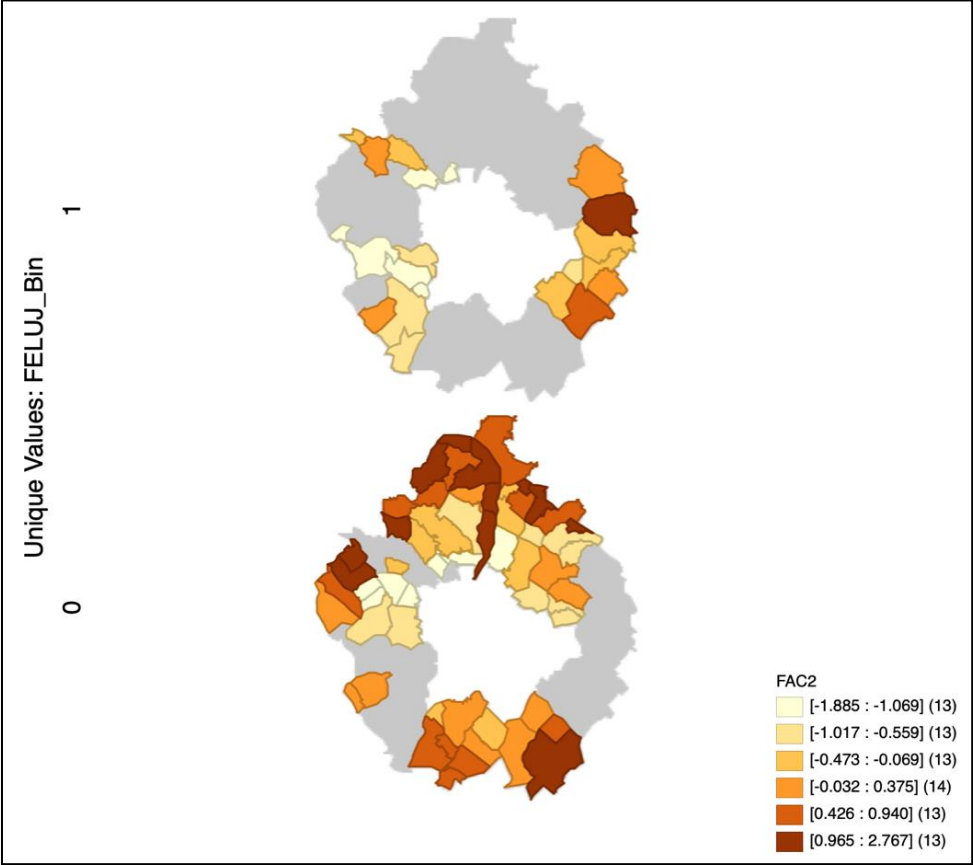 Unique Values: FELUJ_Bin
1
0
FAC2
[-1.885 : -1.069] (13)
[-1.017 : -0.559] (13)
[-0.473 : -0.069] (13)
[-0.032 : 0.375] (14)
[0.426 : 0.940] (13)
[0.965 : 2.767] (13)